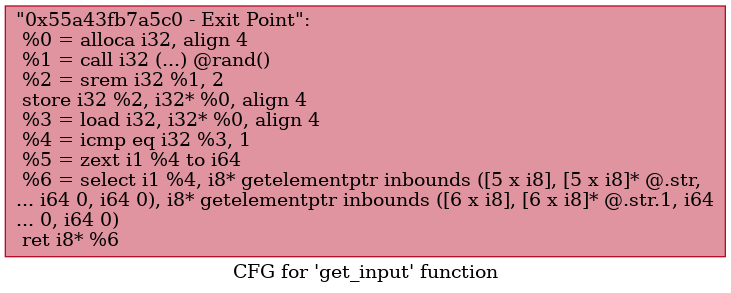 "0x55a43fb7a5c0 - Exit Point":
%0 = alloca i32, align 4
%1 = call i32 (...) @rand()
%2 = srem i32 %1, 2
store i32 %2, i32* %0, align 4
%3 = load i32, i32* %0, align 4
%4 = icmp eq i32 %3, 1
%5 = zext i1 %4 to i64
%6 = select i1 %4, i8* getelementptr inbounds ([5 x i8], [5 x i8]* @.str,
... i64 0, i64 0), i8* getelementptr inbounds ([6 x i8], [6 x i8]* @.str.1, i64
... 0, i64 0)
ret i8* %6
CFG for 'get_input' function